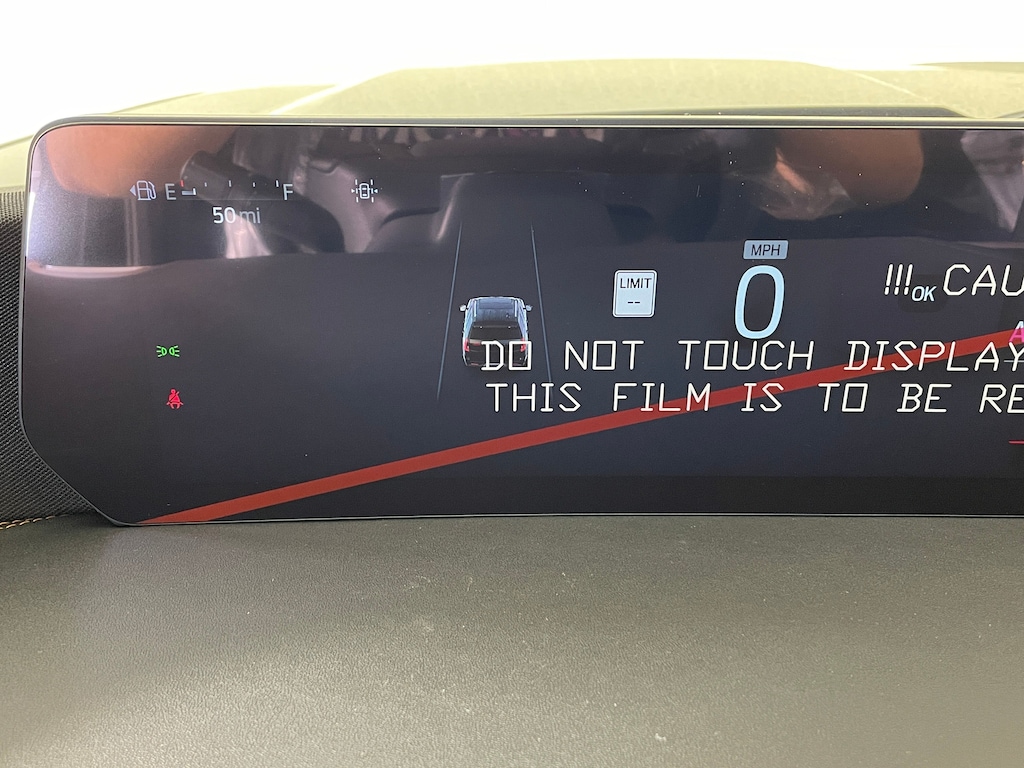 E F
50 mi
MPH
LIMIT
--
0
!!!OK CAU
DO NOT TOUCH DISPLAY
THIS FILM IS TO BE RE